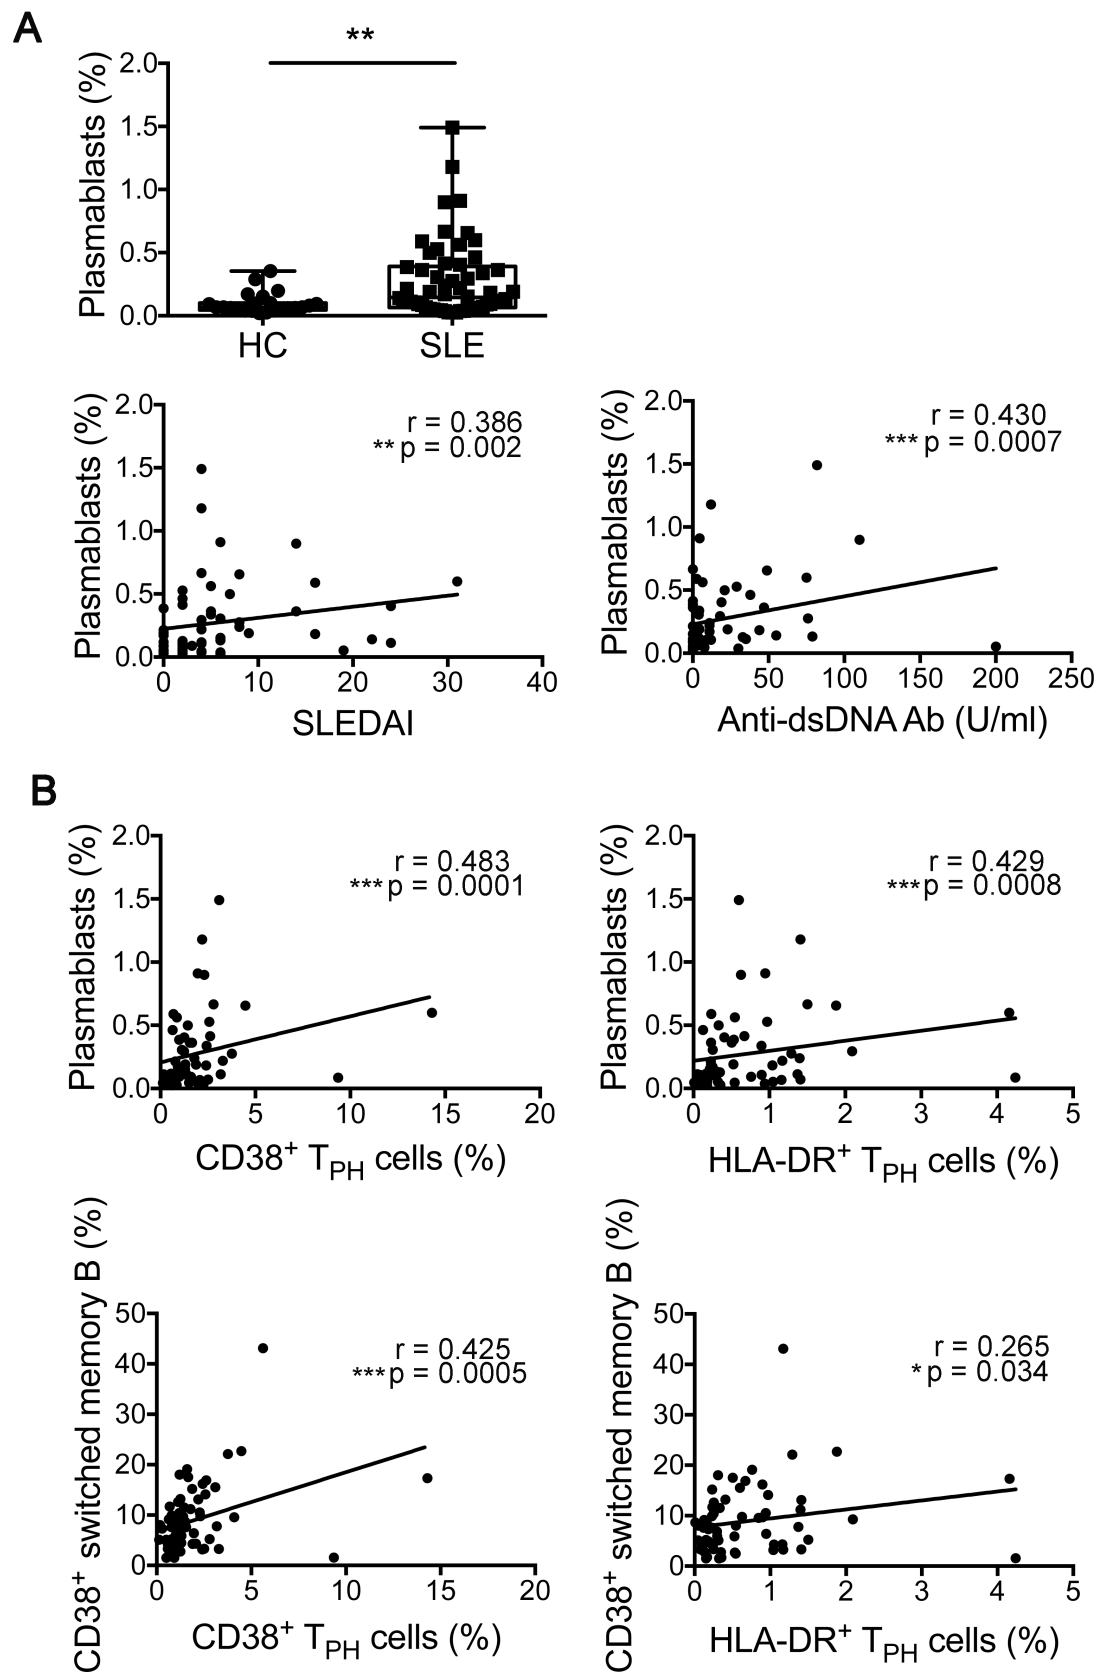 A
**
Plasmablasts (%)
2.0
1.5
1.0
0.5
0.0
HC
SLE
Plasmablasts (%)
2.0
1.5
1.0
0.5
0.0
r = 0.386
** p = 0.002
0 10 20 30 40
SLEDAI
Plasmablasts (%)
2.0
1.5
1.0
0.5
0.0
r = 0.430
*** p = 0.0007
0 50 100 150 200 250
Anti-dsDNA Ab (U/ml)
B
Plasmablasts (%)
2.0
1.5
1.0
0.5
0.0
r = 0.483
*** p = 0.0001
0 5 10 15 20
CD38⁺ T_PH cells (%)
Plasmablasts (%)
2.0
1.5
1.0
0.5
0.0
r = 0.429
*** p = 0.0008
0 1 2 3 4 5
HLA-DR⁺ T_PH cells (%)
CD38⁺ switched memory B (%)
50
40
30
20
10
0
r = 0.425
*** p = 0.0005
0 5 10 15 20
CD38⁺ T_PH cells (%)
CD38⁺ switched memory B (%)
50
40
30
20
10
0
r = 0.265
* p = 0.034
0 1 2 3 4 5
HLA-DR⁺ T_PH cells (%)